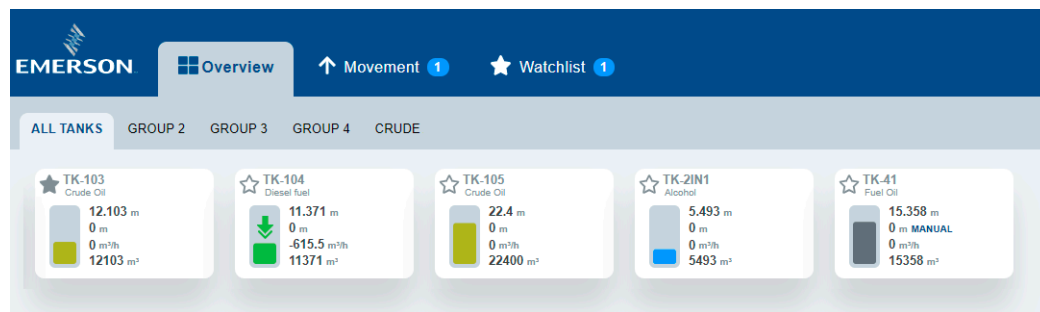 EMERSON
Overview
Movement 1
Watchlist 1
ALL TANKS GROUP 2 GROUP 3 GROUP 4 CRUDE
TK-103
Crude Oil
12.103 m
0 m
0 m³/h
12103 m³
TK-104
Diesel fuel
11.371 m
0 m
-615.5 m³/h
11371 m³
TK-105
Crude Oil
22.4 m
0 m
0 m³/h
22400 m³
TK-2IN1
Alcohol
5.493 m
0 m
0 m³/h
5493 m³
TK-41
Fuel Oil
15.358 m
0 m MANUAL
0 m³/h
15358 m³